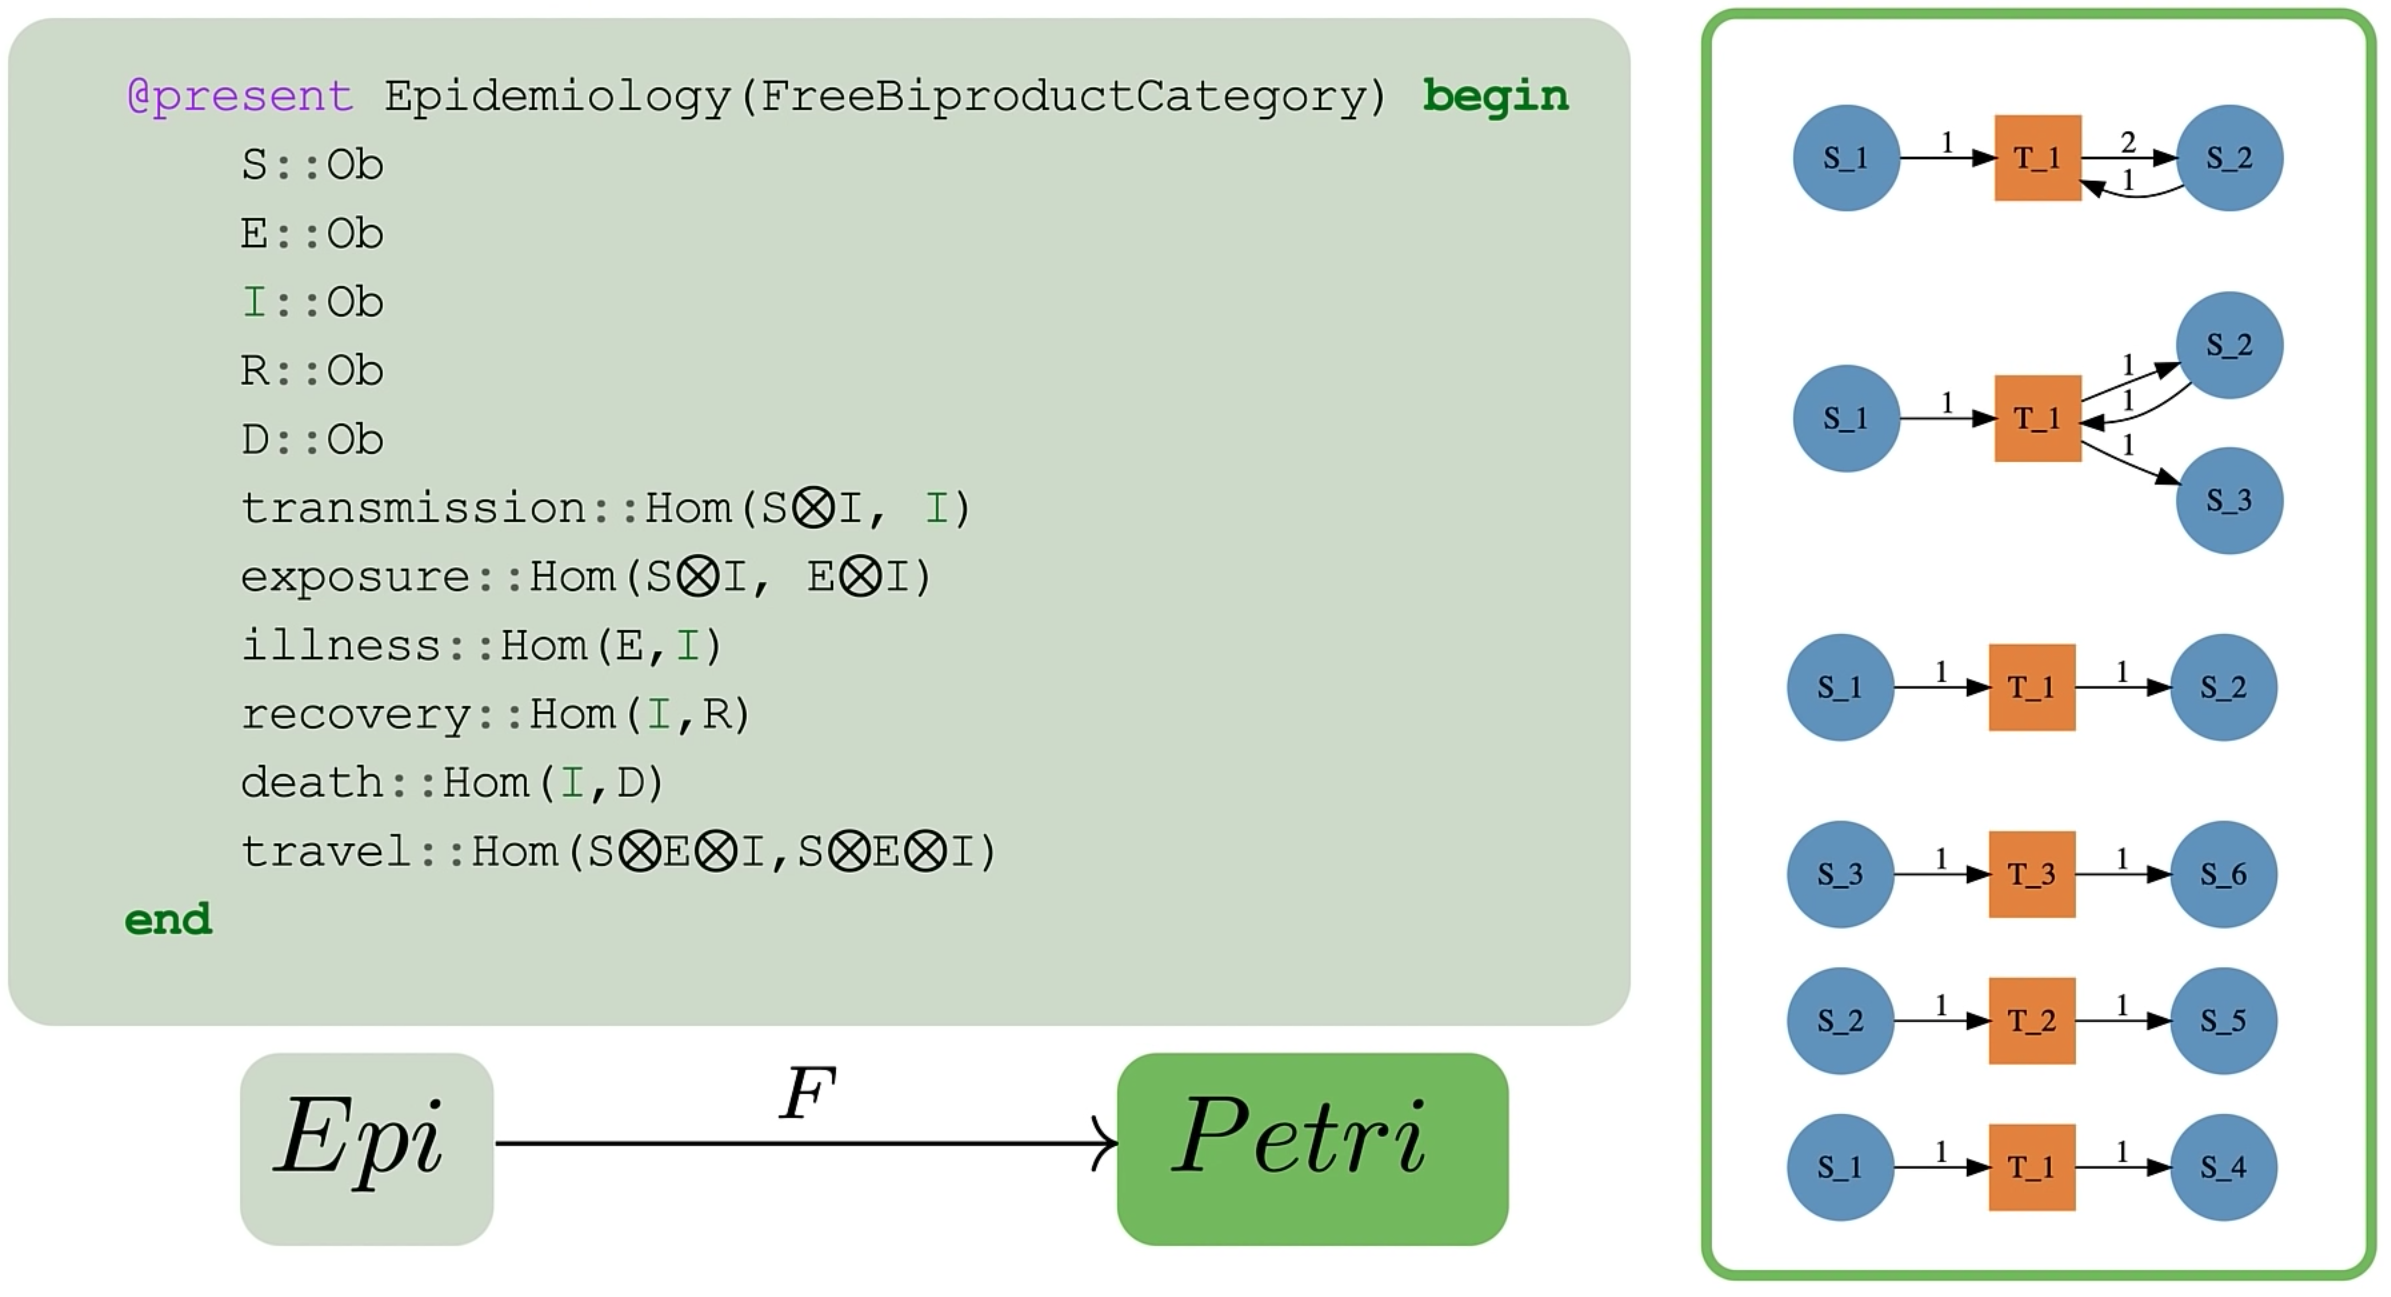 @present Epidemiology(FreeBiproductCategory) begin
S::Ob
E::Ob
I::Ob
R::Ob
D::Ob
transmission::Hom(S⊗I, I)
exposure::Hom(S⊗I, E⊗I)
illness::Hom(E,I)
recovery::Hom(I,R)
death::Hom(I,D)
travel::Hom(S⊗E⊗I,S⊗E⊗I)
end
Epi
F
Petri
S_1 1 T_1 2 S_2
1
S_2
1
S_1 1 T_1 1
1
S_3
S_1 1 T_1 1 S_2
S_3 1 T_3 1 S_6
S_2 1 T_2 1 S_5
S_1 1 T_1 1 S_4